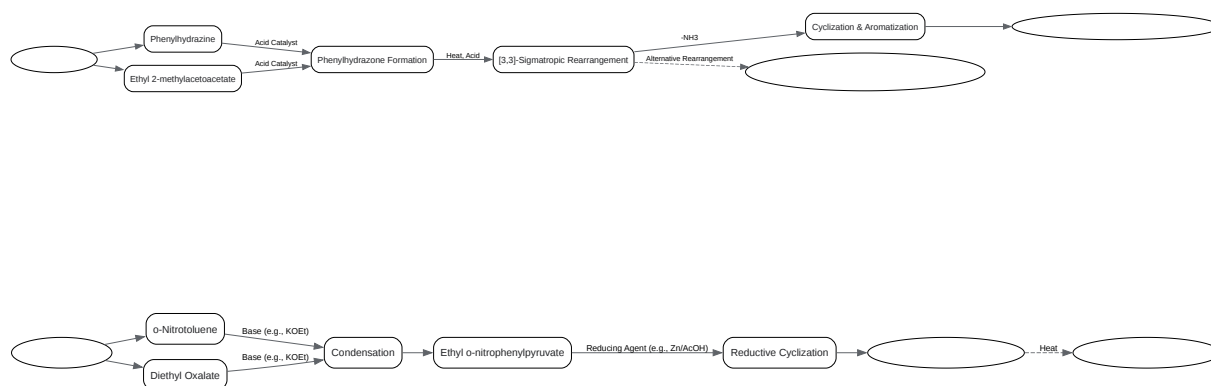 Phenylhydrazine
Acid Catalyst
Ethyl 2-methylacetoacetate
Acid Catalyst
Phenylhydrazone Formation
Heat, Acid
[3,3]-Sigmatropic Rearrangement
-NH3
Alternative Rearrangement
Cyclization & Aromatization
o-Nitrotoluene
Base (e.g., KOEt)
Diethyl Oxalate
Base (e.g., KOEt)
Condensation
Ethyl o-nitrophenylpyruvate
Reducing Agent (e.g., Zn/AcOH)
Reductive Cyclization
Heat